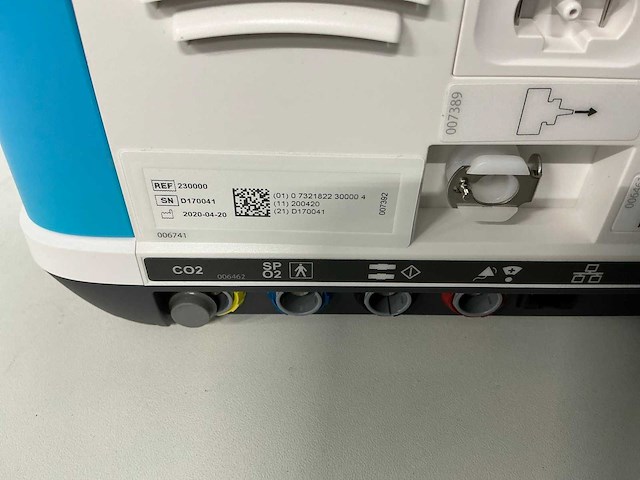 007389
REF 230000
SN D170041
2020-04-20
(01) 0 7321822 30000 4
(11) 200420
(21) D170041
007392
006741
CO2
006462
SP
O2